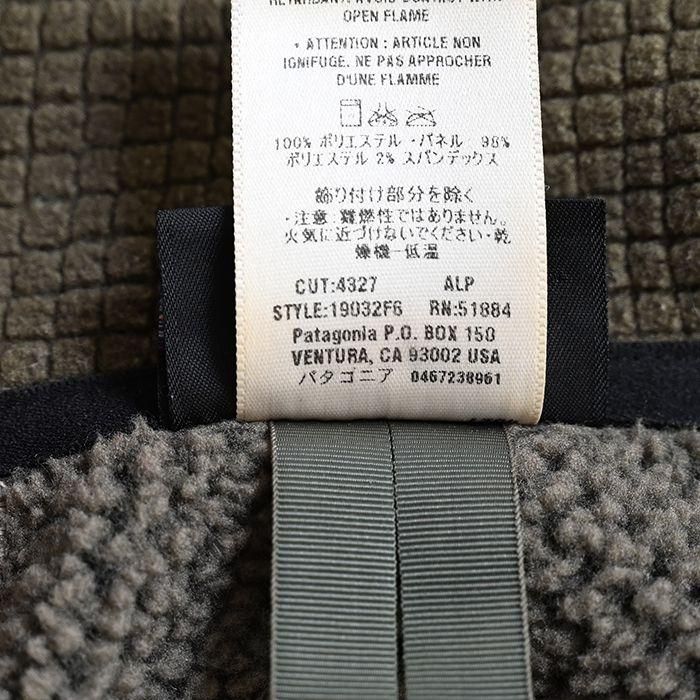 RETARDANT AVOID CONTACT WITH
OPEN FLAME
• ATTENTION : ARTICLE NON
IGNIFUGE. NE PAS APPROCHER
D'UNE FLAMME
100% ポリエステル ・パネル 98%
ポリエステル 2% スパンデックス
飾り付け部分を除く
・注意：難燃性ではありません。
火気に近づけないでください・乾
燥機－低温
CUT:4327 ALP
STYLE:19032F6 RN:51884
Patagonia P.O. BOX 150
VENTURA, CA 93002 USA
パタゴニア 0467238961